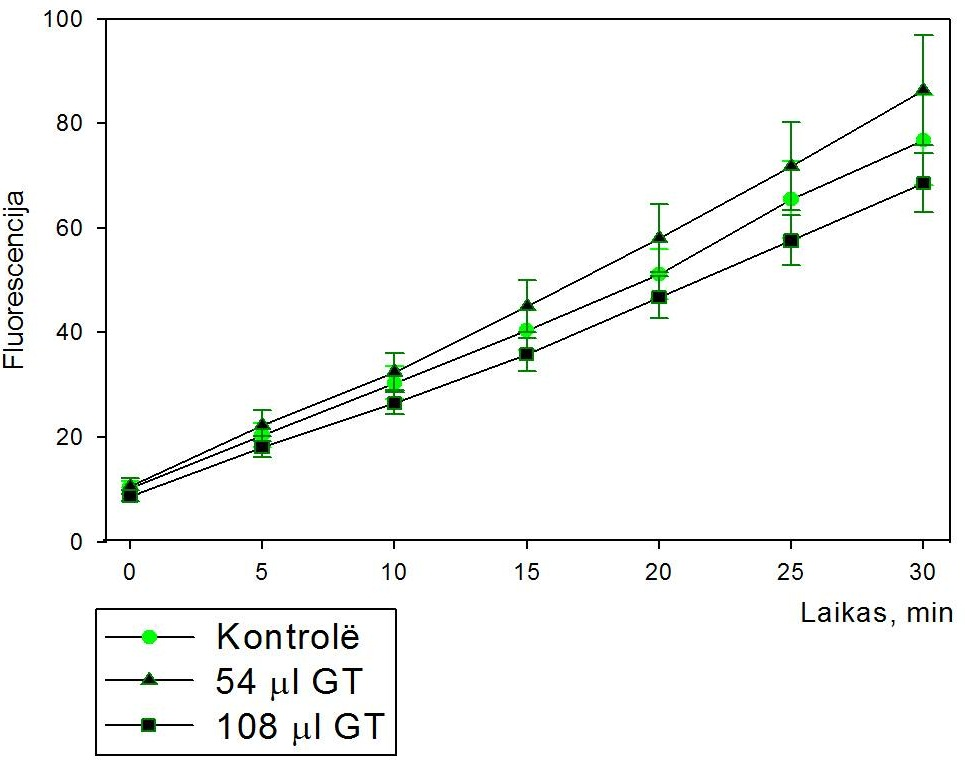 100
80
60
40
20
0
Fluorescencija
0 5 10 15 20 25 30
Laikas, min
Kontrolë
54 µl GT
108 µl GT